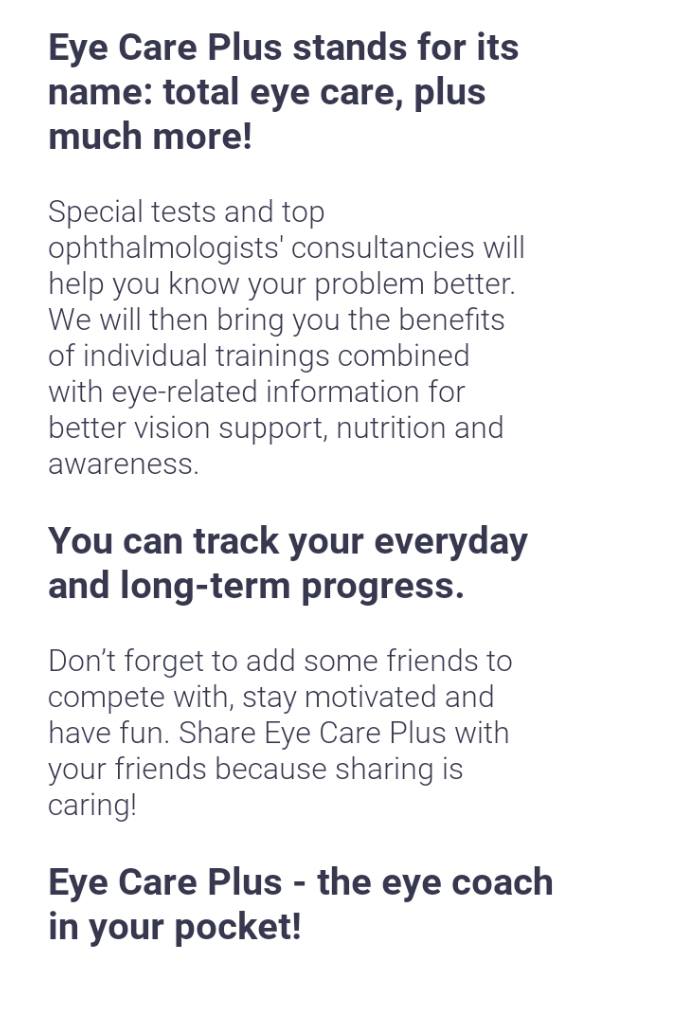 Eye Care Plus stands for its
name: total eye care, plus
much more!
Special tests and top
ophthalmologists' consultancies will
help you know your problem better.
We will then bring you the benefits
of individual trainings combined
with eye-related information for
better vision support, nutrition and
awareness.
You can track your everyday
and long-term progress.
Don’t forget to add some friends to
compete with, stay motivated and
have fun. Share Eye Care Plus with
your friends because sharing is
caring!
Eye Care Plus - the eye coach
in your pocket!